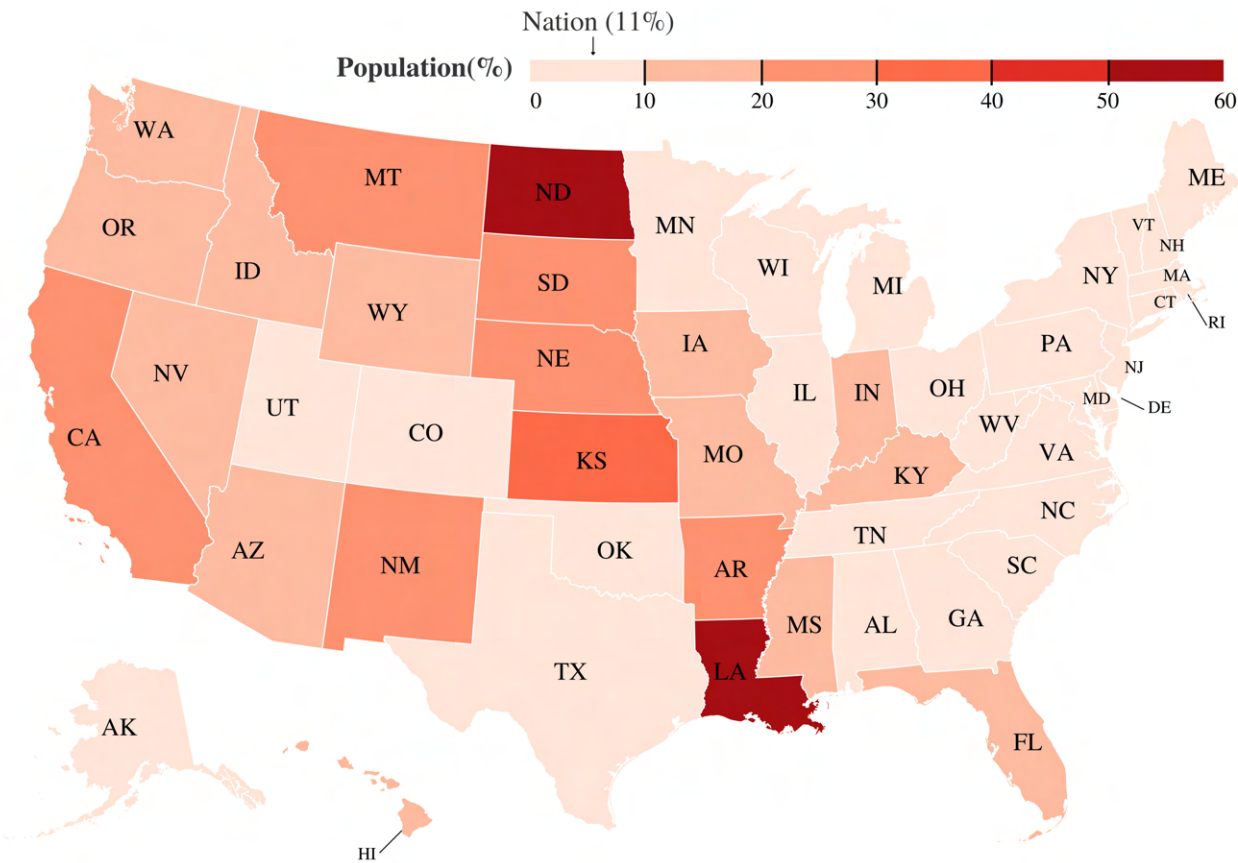 Nation (11%)
Population(%)
0 10 20 30 40 50 60
WA
MT
ND
MN
ME
VT
NH
OR
ID
SD
WI
MI
NY
MA
CT
RI
WY
NE
IA
PA
NV
UT
CO
IL
IN
OH
NJ
MD
DE
CA
KS
MO
KY
WV
VA
AZ
NM
OK
AR
TN
NC
SC
MS
AL
GA
TX
LA
AK
FL
HI